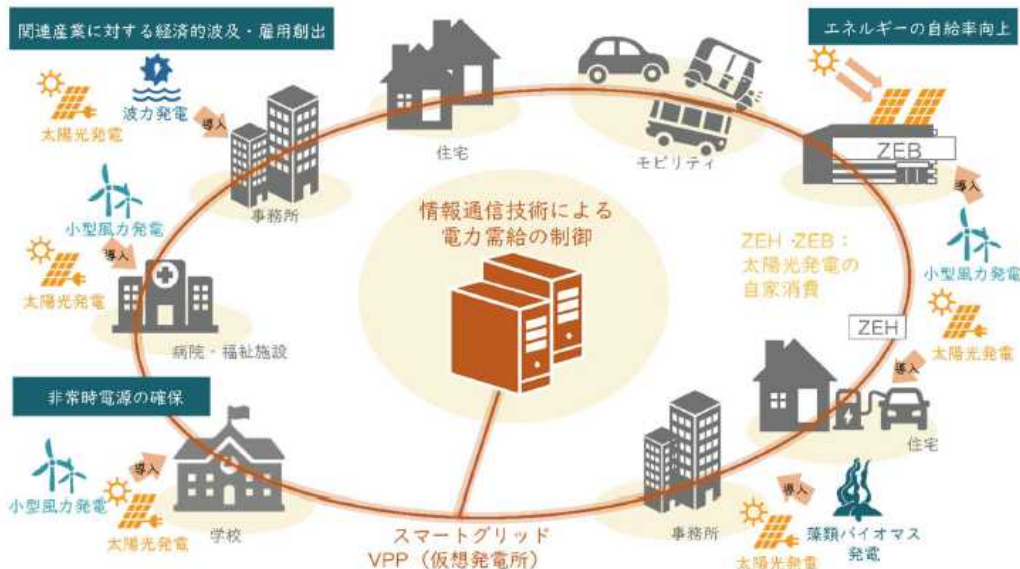 関連産業に対する経済的波及・雇用創出
エネルギーの自給率向上
波力発電
太陽光発電
導入
事務所
住宅
モビリティ
ZEB
導入
小型風力発電
太陽光発電
情報通信技術による
電力需給の制御
ZEH・ZEB：
太陽光発電の
自家消費
小型風力発電
導入
太陽光発電
病院・福祉施設
ZEH
導入
住宅
非常時電源の確保
小型風力発電
導入
太陽光発電
学校
スマートグリッド
VPP（仮想発電所）
事務所
導入
太陽光発電
藻類バイオマス
発電